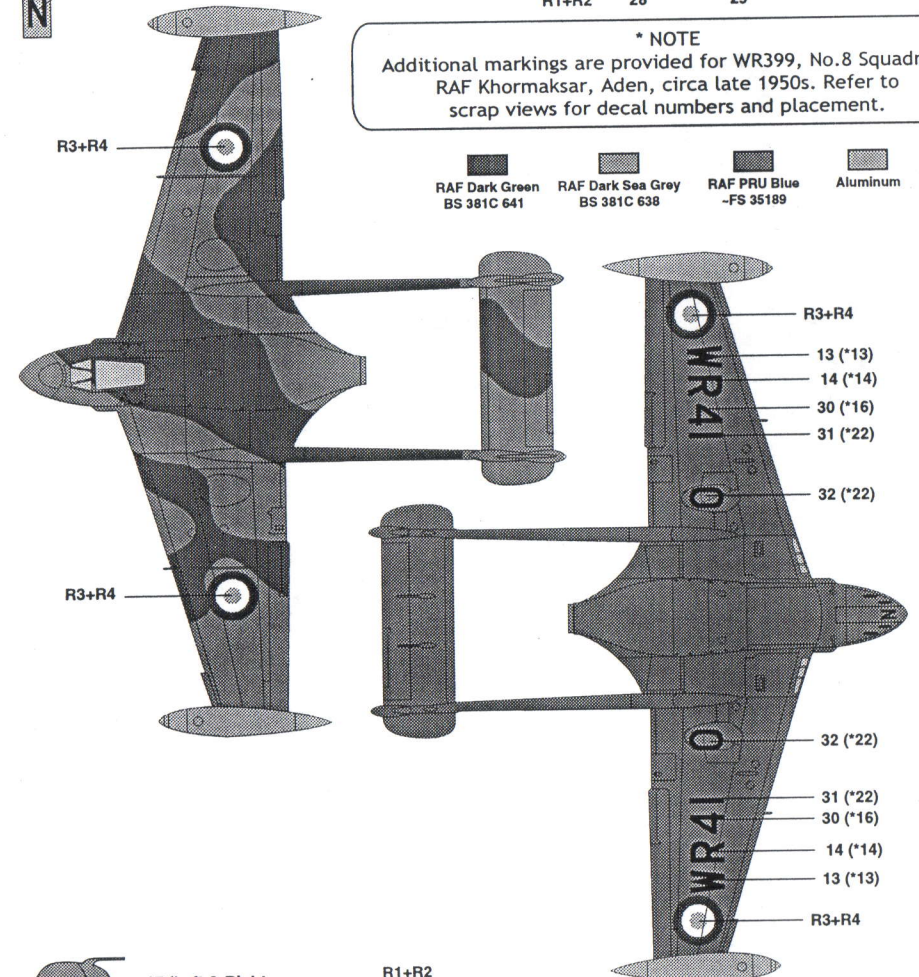 N
R1+R2 28 29
* NOTE
Additional markings are provided for WR399, No.8 Squadr
RAF Khormaksar, Aden, circa late 1950s. Refer to
scrap views for decal numbers and placement.
RAF Dark Green
BS 381C 641
RAF Dark Sea Grey
BS 381C 638
RAF PRU Blue
~FS 35189
Aluminum
R3+R4
R3+R4
R3+R4
13 (*13)
14 (*14)
30 (*16)
31 (*22)
32 (*22)
WR41
O
N
32 (*22)
31 (*22)
30 (*16)
14 (*14)
13 (*13)
R3+R4
O
WR41
R1+R2